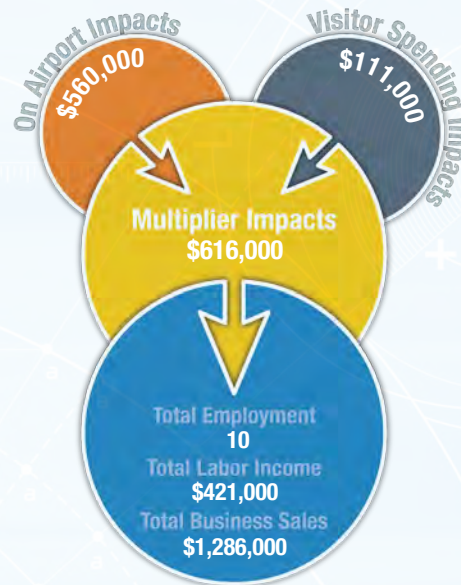 On Airport Impacts
$560,000
Visitor Spending Impacts
$111,000
Multiplier Impacts
$616,000
Total Employment
10
Total Labor Income
$421,000
Total Business Sales
$1,286,000